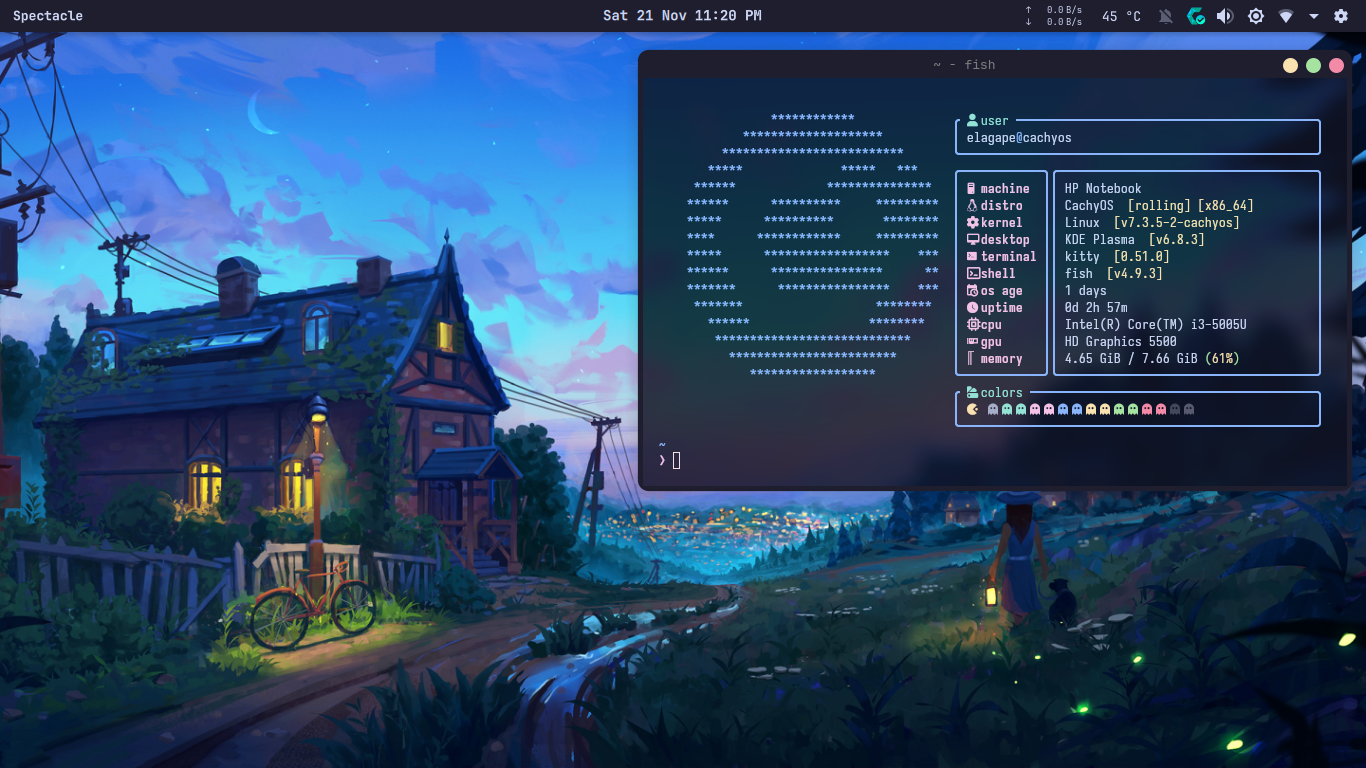 Spectacle
Sat 21 Nov 11:20 PM
↑ 0.0 B/s
↓ 0.0 B/s
45 °C
~ - fish
user
elagape@cachyos
machine HP Notebook
distro CachyOS [rolling] [x86_64]
kernel Linux [v7.3.5-2-cachyos]
desktop KDE Plasma [v6.8.3]
terminal kitty [0.51.0]
shell fish [v4.9.3]
os age 1 days
uptime 0d 2h 57m
cpu Intel(R) Core(TM) i3-5005U
gpu HD Graphics 5500
memory 4.65 GiB / 7.66 GiB (61%)
colors
~
❯